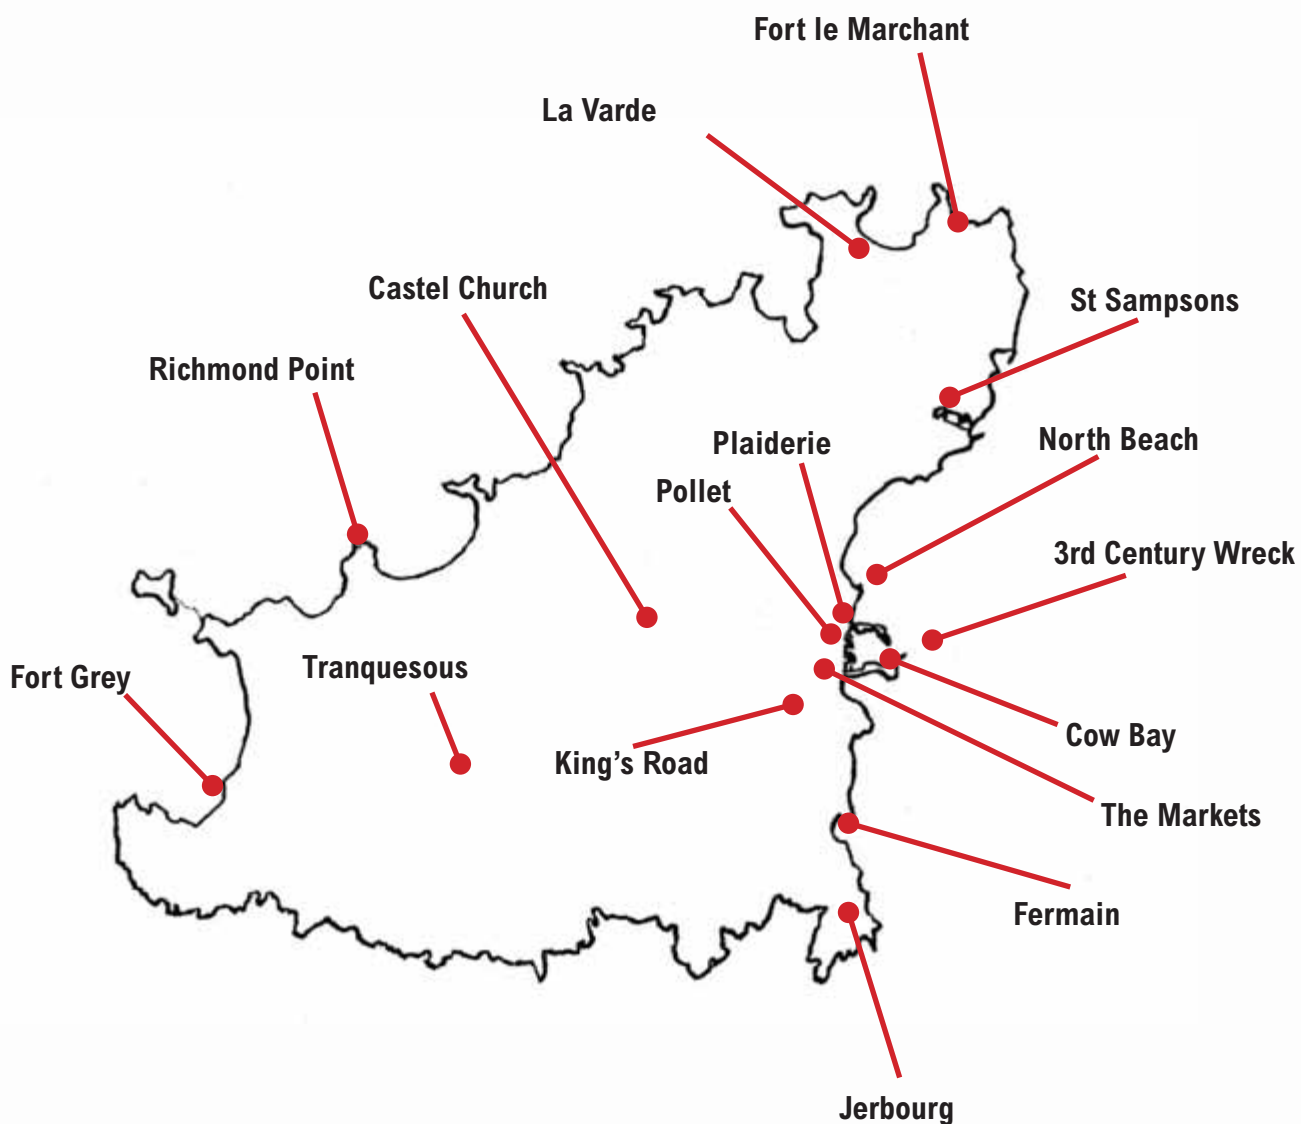 Fort le Marchant
La Varde
Castel Church
St Sampsons
Richmond Point
Plaiderie
North Beach
Pollet
3rd Century Wreck
Tranquesous
Fort Grey
Cow Bay
King’s Road
The Markets
Fermain
Jerbourg